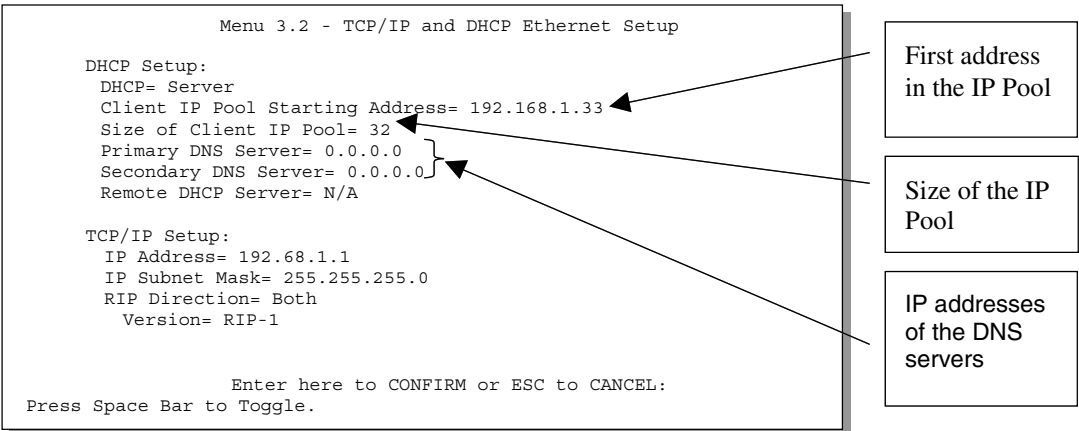 Menu 3.2 - TCP/IP and DHCP Ethernet Setup
DHCP Setup:
DHCP= Server
Client IP Pool Starting Address= 192.168.1.33
Size of Client IP Pool= 32
Primary DNS Server= 0.0.0.0
Secondary DNS Server= 0.0.0.0
Remote DHCP Server= N/A
TCP/IP Setup:
IP Address= 192.68.1.1
IP Subnet Mask= 255.255.255.0
RIP Direction= Both
Version= RIP-1
Enter here to CONFIRM or ESC to CANCEL:
Press Space Bar to Toggle.
First address
in the IP Pool
Size of the IP
Pool
IP addresses
of the DNS
servers